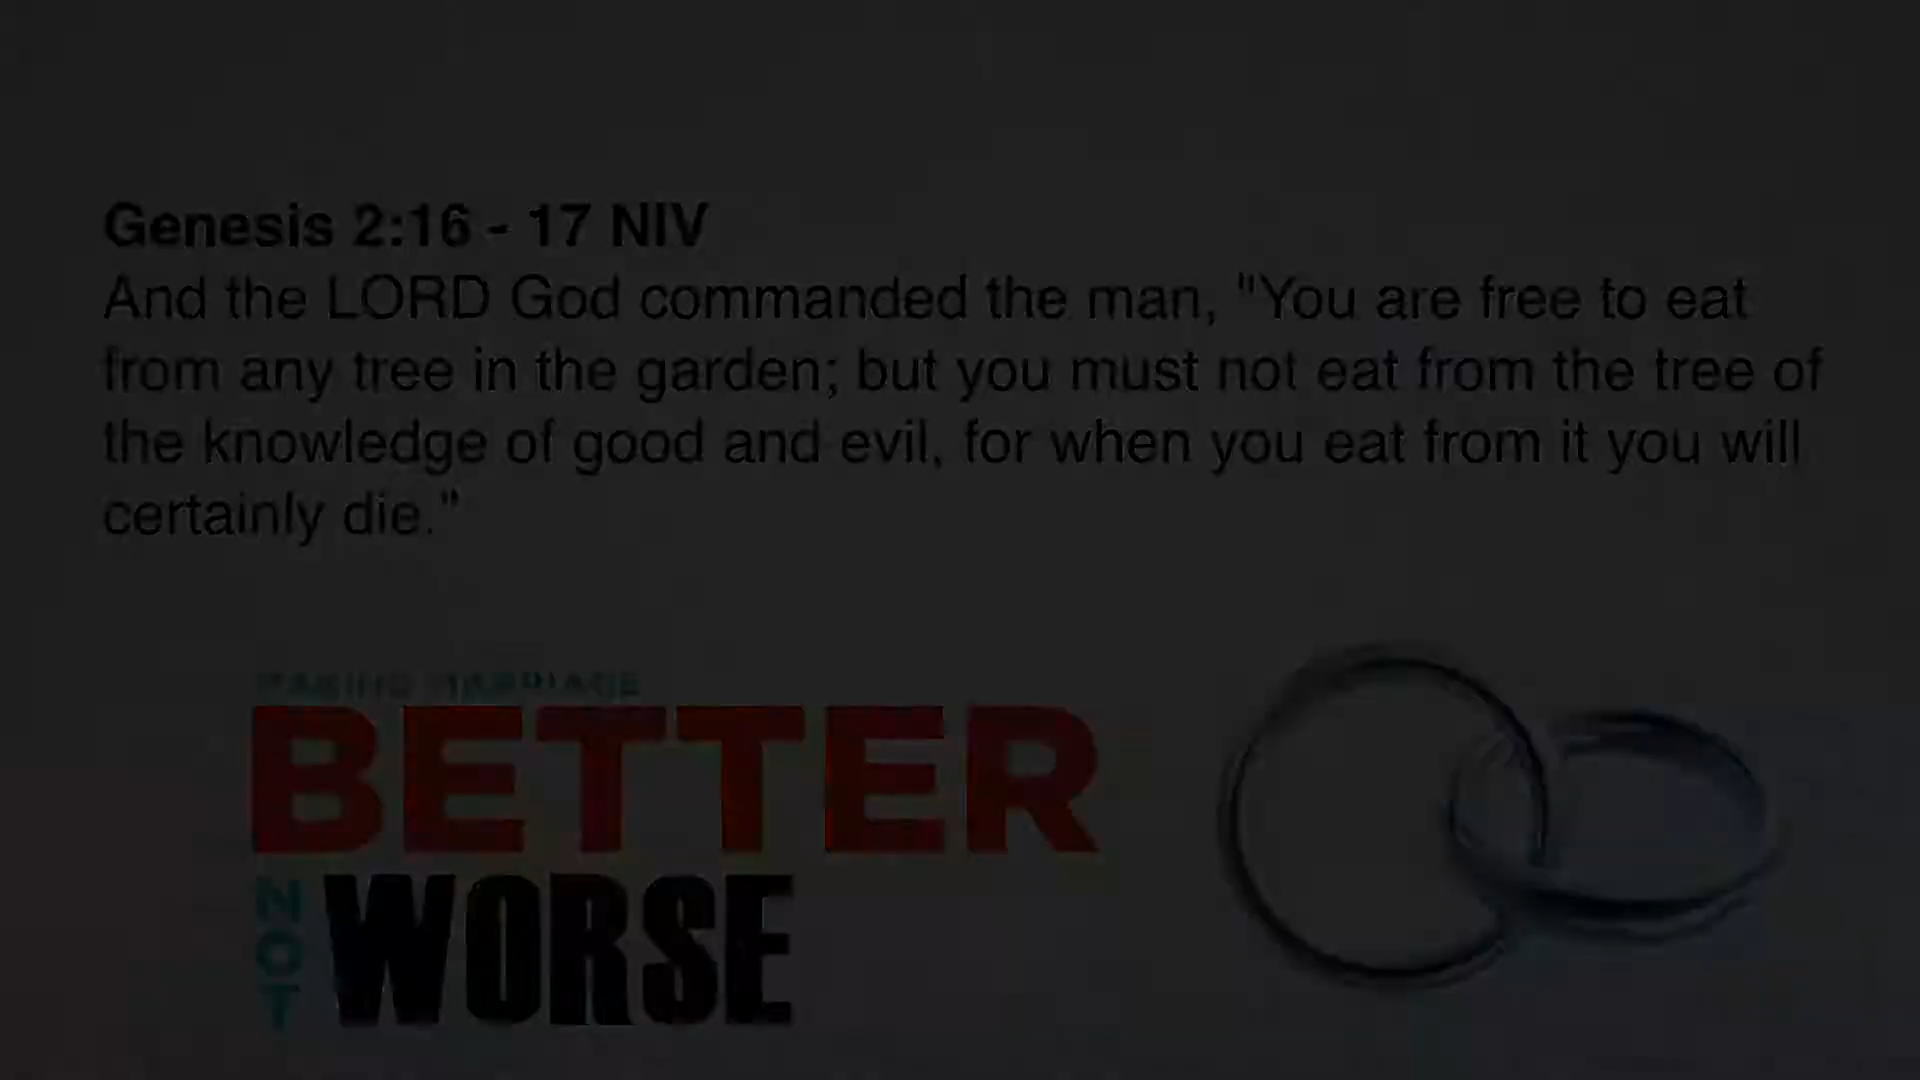 Genesis 2:16 - 17 NIV
And the LORD God commanded the man, "You are free to eat
from any tree in the garden; but you must not eat from the tree of
the knowledge of good and evil, for when you eat from it you will
certainly die."
MAKING MARRIAGE
BETTER
NOT
WORSE